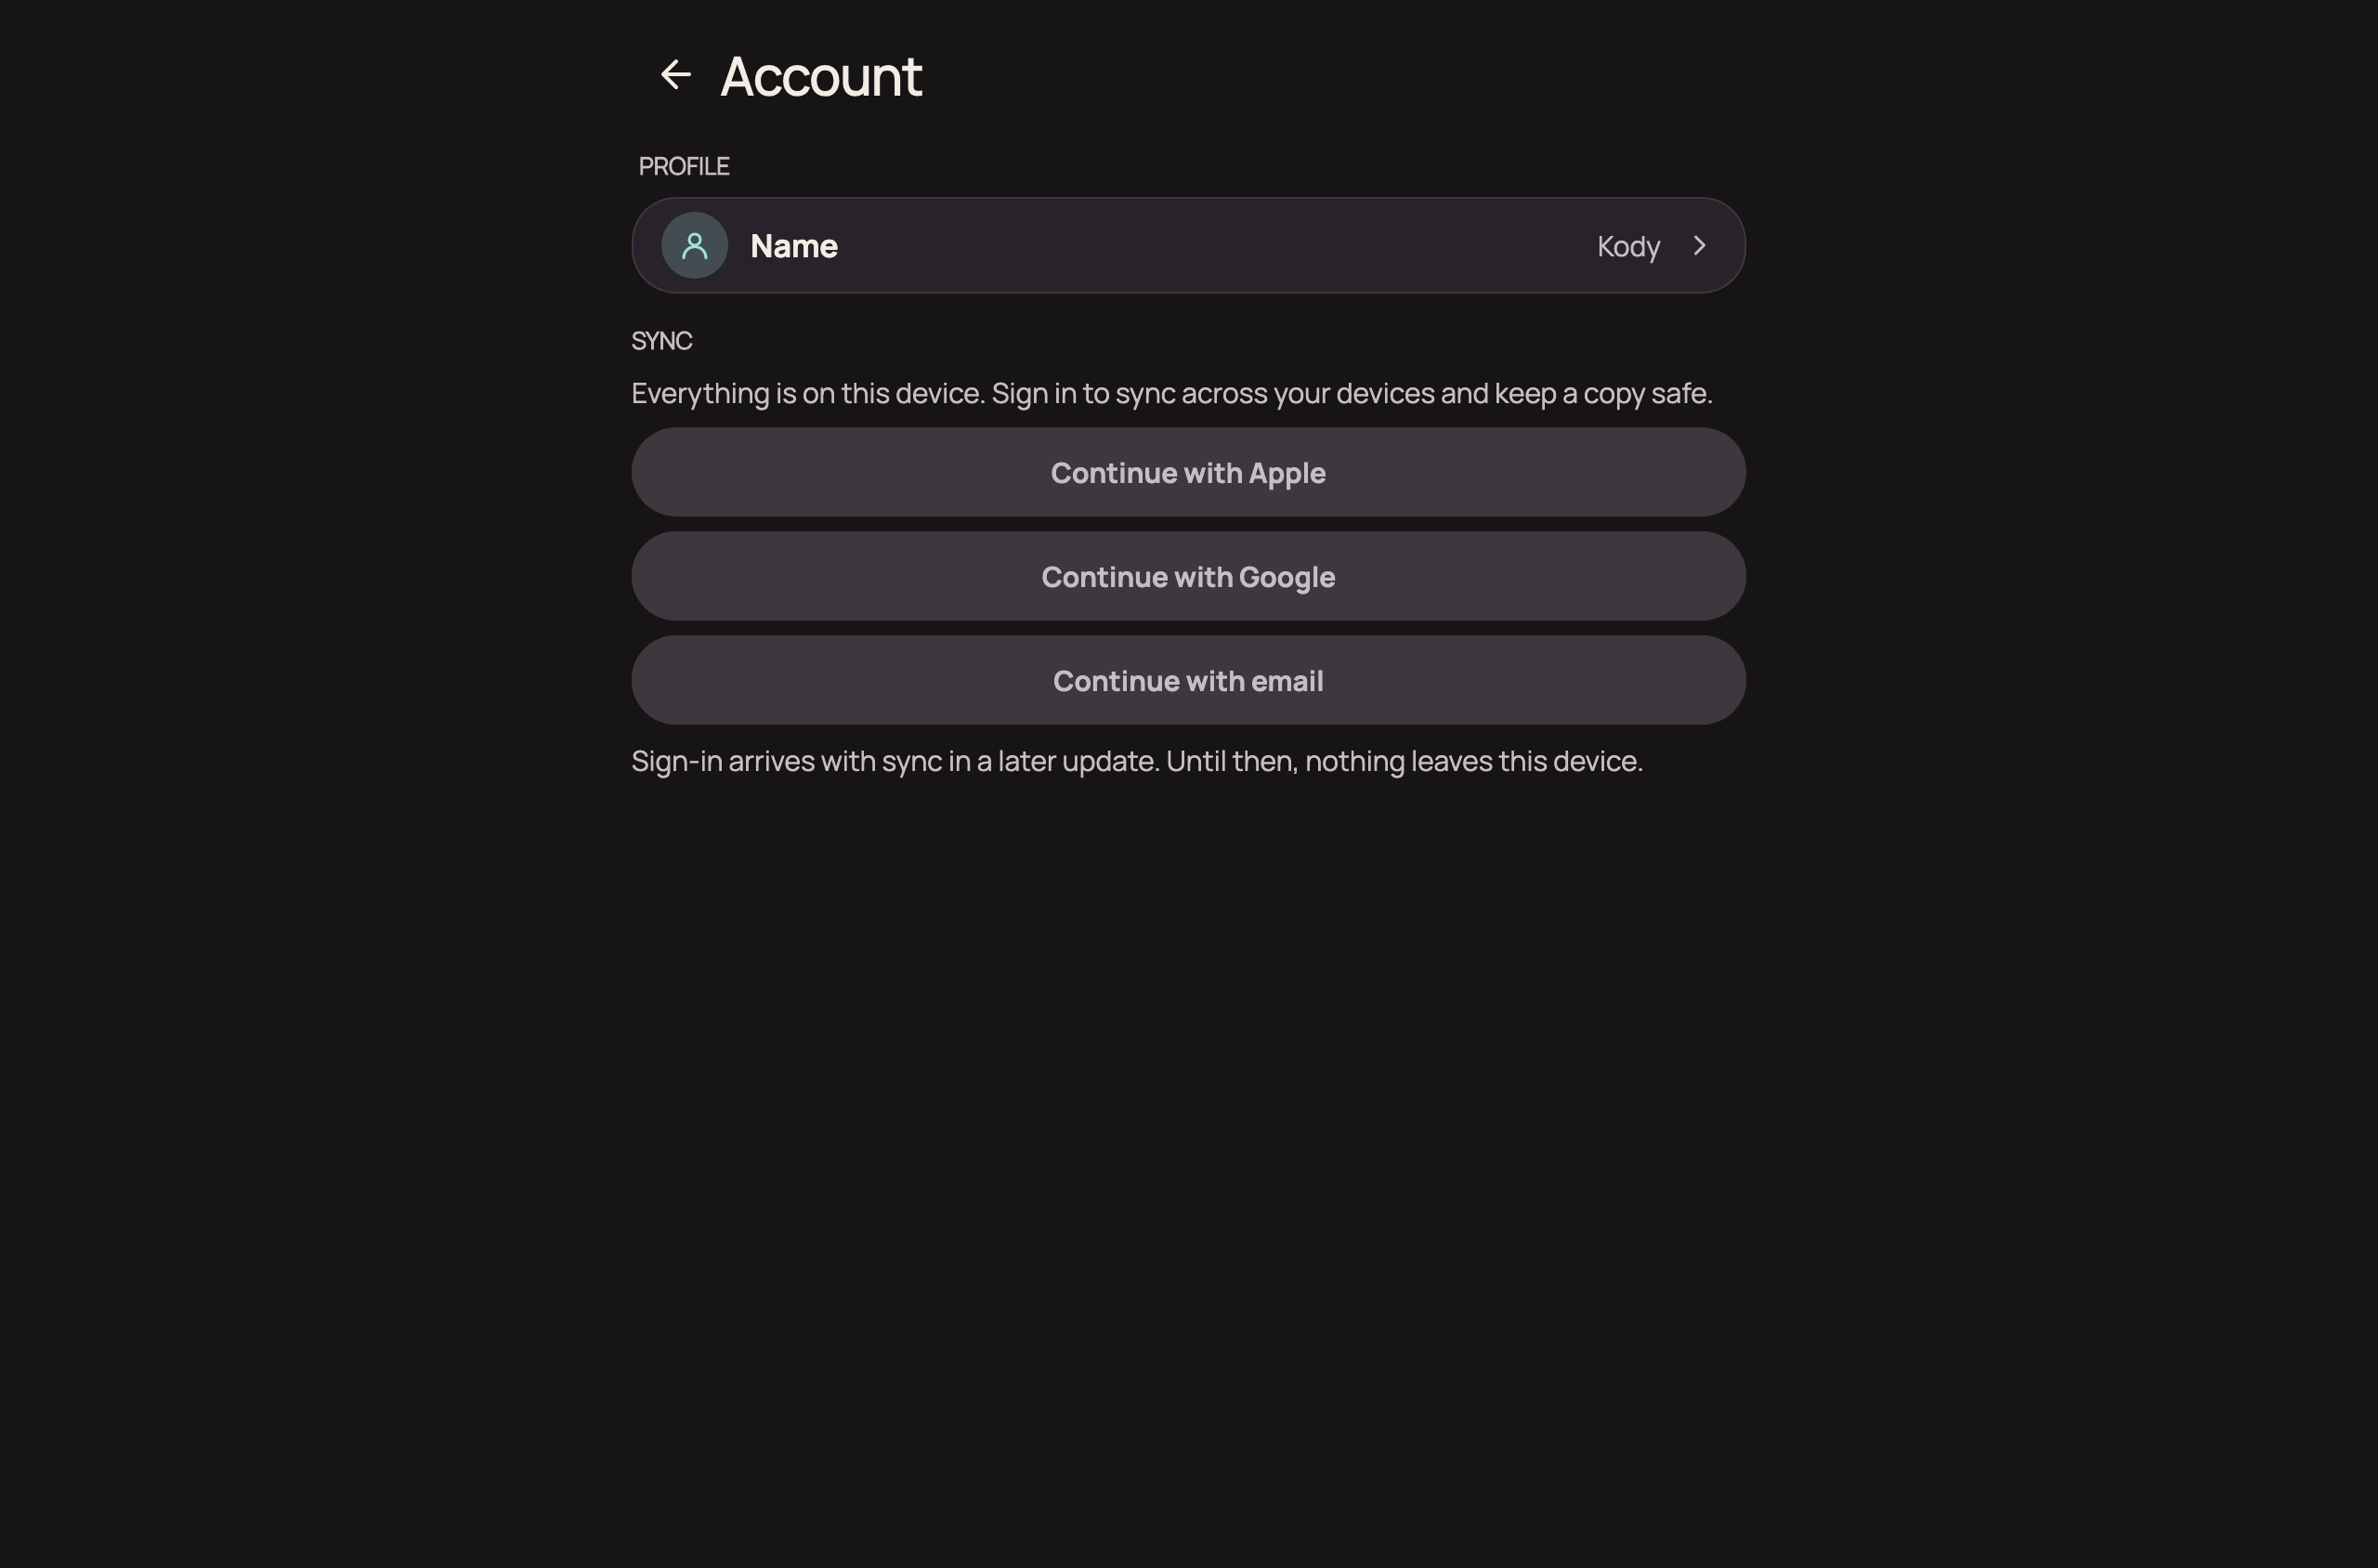 Account
PROFILE
Name
Kody
SYNC
Everything is on this device. Sign in to sync across your devices and keep a copy safe.
Continue with Apple
Continue with Google
Continue with email
Sign-in arrives with sync in a later update. Until then, nothing leaves this device.